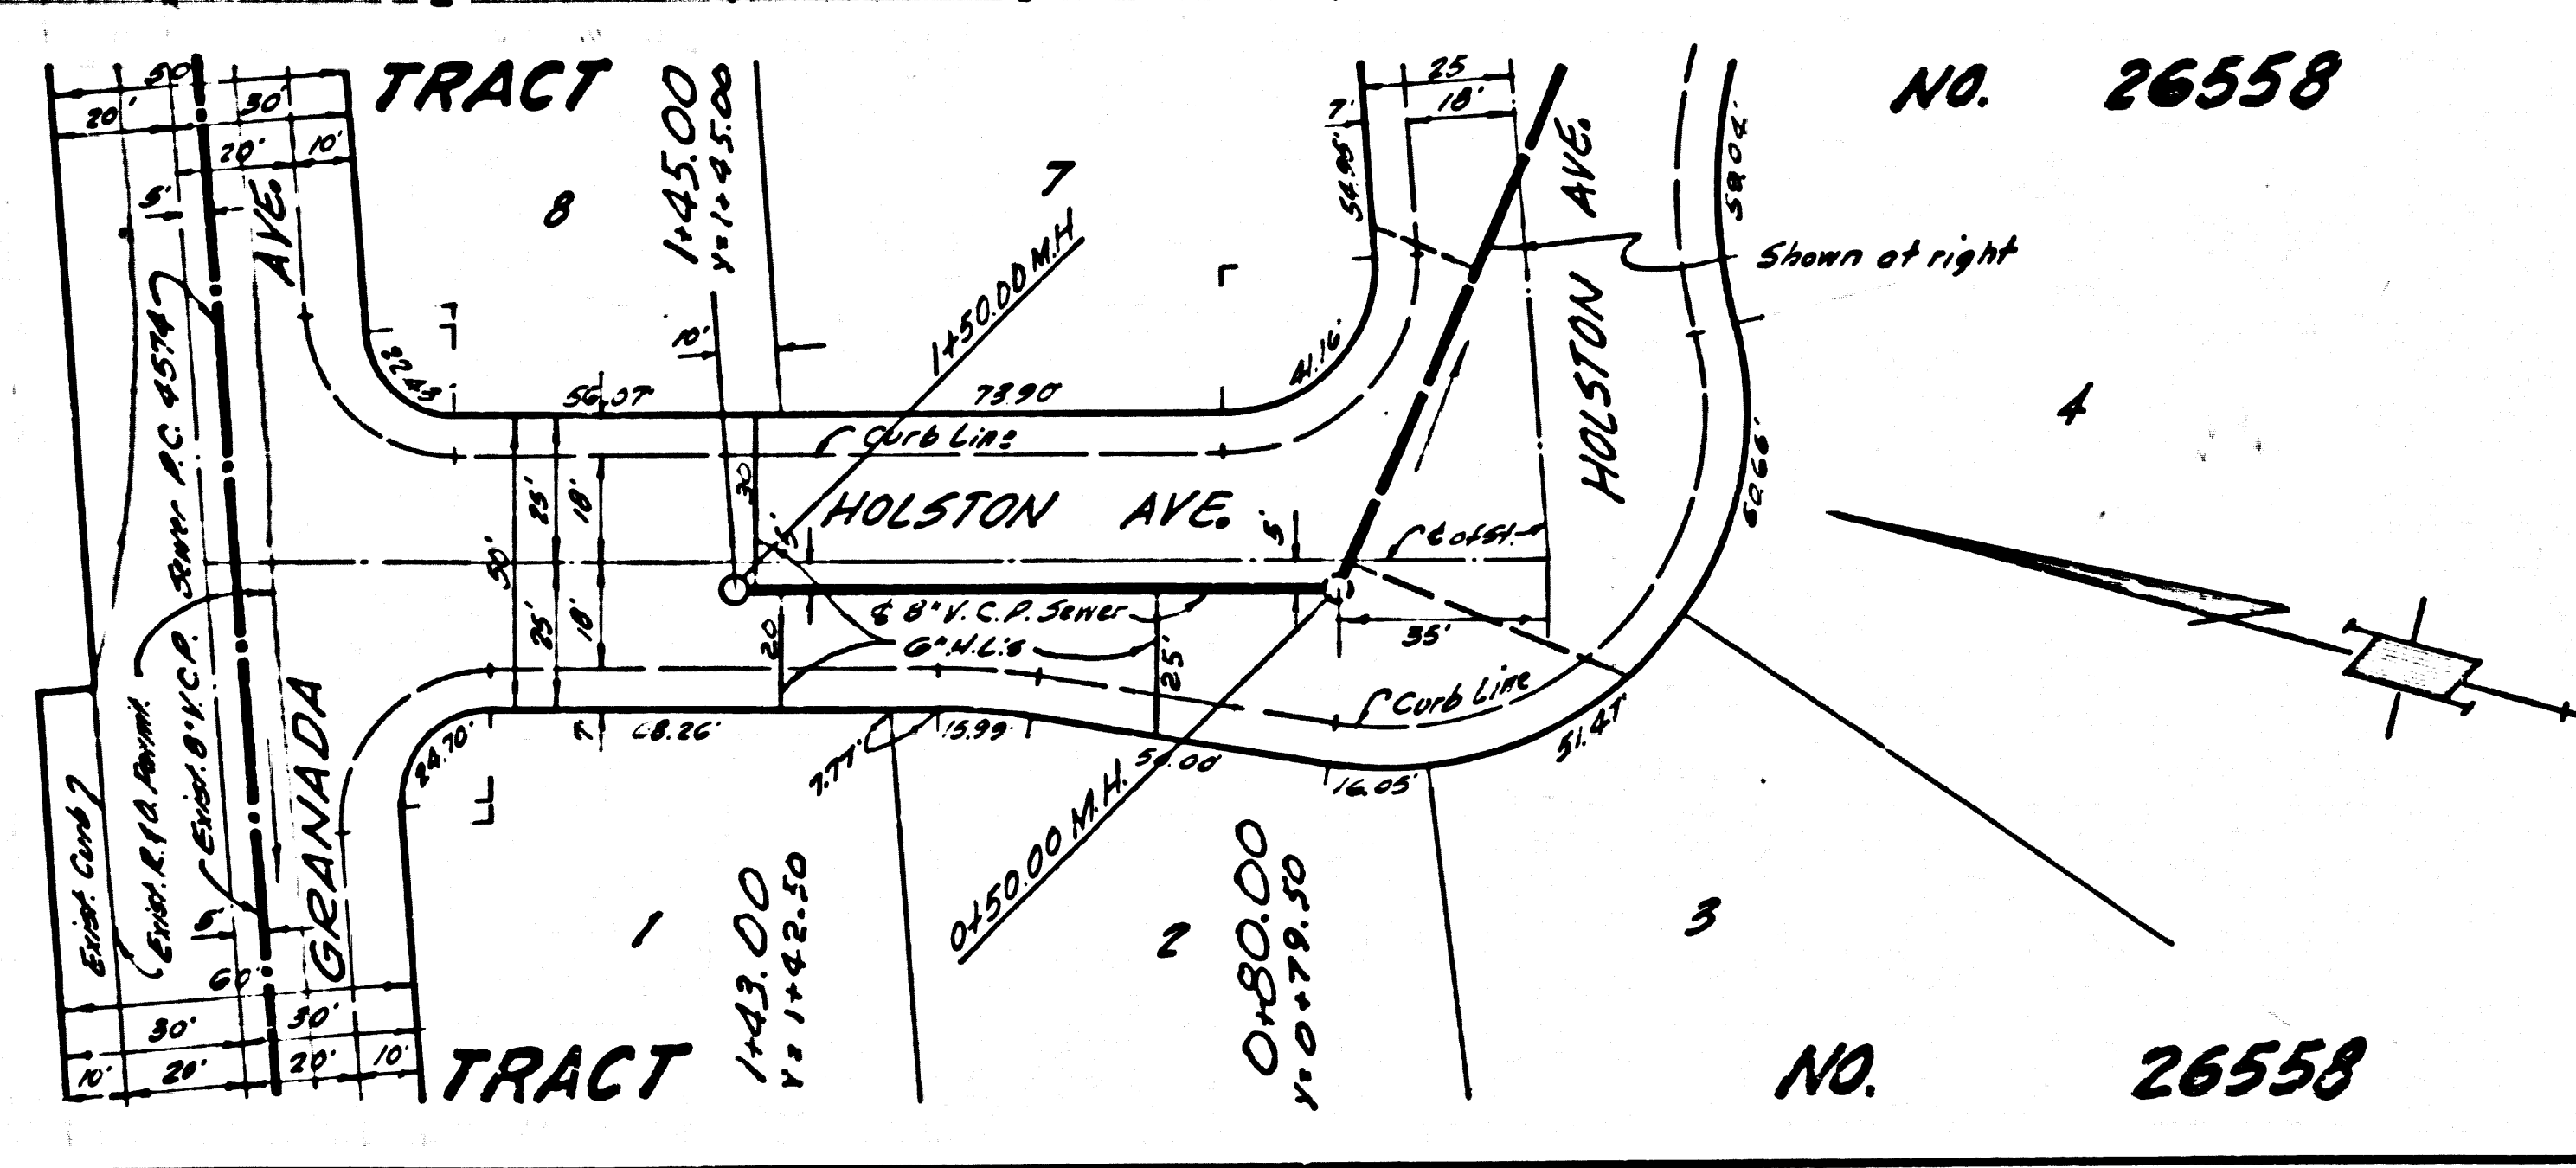 TRACT
NO. 26558
50'
20'
30'
20'
10'
5'
AVE.
8
1+45.00
Y=1+45.00
7
1+50.00 M.H.
10'
25
18'
7'
54.95'
AVE.
HOLSTON
58.04'
Shown at right
4
22.43
56.07'
73.90'
41.16'
60.66'
Curb Line
Sewer P.C. 4574
Exist. 8" V.C.P.
Exist. R.&O. Permit.
Exist. Curb
GRANADA
50'
25'
18'
25'
18'
30
HOLSTON AVE.
5'
5'
℄ of St.
℄ 8" V.C.P. Sewer
6" H.L.'s
20
25'
35'
Curb Line
24.70'
7'
68.26'
7.77'
15.99'
16.05'
51.47'
0+50.00 M.H.
1
1+43.00
Y=1+42.50
2
0+80.00
Y=0+79.50
3
5'
60'
30'
30'
10'
20'
20'
10'
TRACT
NO. 26558